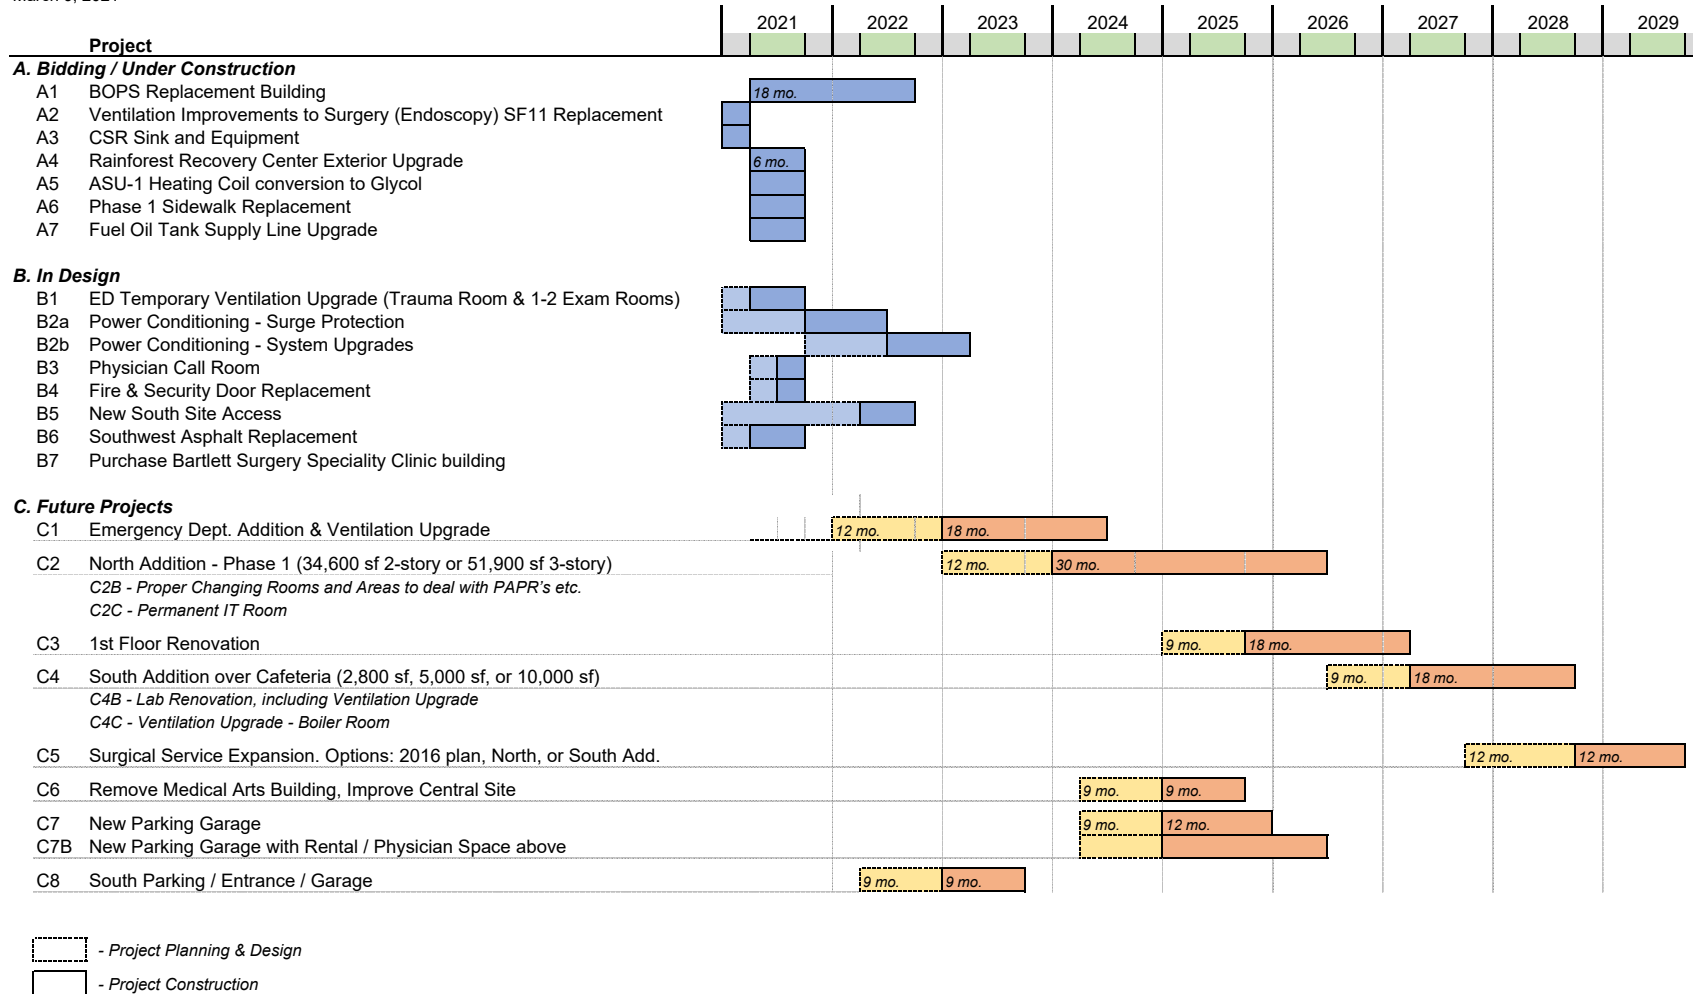 2021 2022 2023 2024 2025 2026 2027 2028 2029
Project
A. Bidding / Under Construction
A1 BOPS Replacement Building 18 mo.
A2 Ventilation Improvements to Surgery (Endoscopy) SF11 Replacement
A3 CSR Sink and Equipment
A4 Rainforest Recovery Center Exterior Upgrade 6 mo.
A5 ASU-1 Heating Coil conversion to Glycol
A6 Phase 1 Sidewalk Replacement
A7 Fuel Oil Tank Supply Line Upgrade
B. In Design
B1 ED Temporary Ventilation Upgrade (Trauma Room & 1-2 Exam Rooms)
B2a Power Conditioning - Surge Protection
B2b Power Conditioning - System Upgrades
B3 Physician Call Room
B4 Fire & Security Door Replacement
B5 New South Site Access
B6 Southwest Asphalt Replacement
B7 Purchase Bartlett Surgery Speciality Clinic building
C. Future Projects
C1 Emergency Dept. Addition & Ventilation Upgrade 12 mo. 18 mo.
C2 North Addition - Phase 1 (34,600 sf 2-story or 51,900 sf 3-story) 12 mo. 30 mo.
C2B - Proper Changing Rooms and Areas to deal with PAPR's etc.
C2C - Permanent IT Room
C3 1st Floor Renovation 9 mo. 18 mo.
C4 South Addition over Cafeteria (2,800 sf, 5,000 sf, or 10,000 sf) 9 mo. 18 mo.
C4B - Lab Renovation, including Ventilation Upgrade
C4C - Ventilation Upgrade - Boiler Room
C5 Surgical Service Expansion. Options: 2016 plan, North, or South Add. 12 mo. 12 mo.
C6 Remove Medical Arts Building, Improve Central Site 9 mo. 9 mo.
C7 New Parking Garage 9 mo. 12 mo.
C7B New Parking Garage with Rental / Physician Space above
C8 South Parking / Entrance / Garage 9 mo. 9 mo.
- Project Planning & Design
- Project Construction